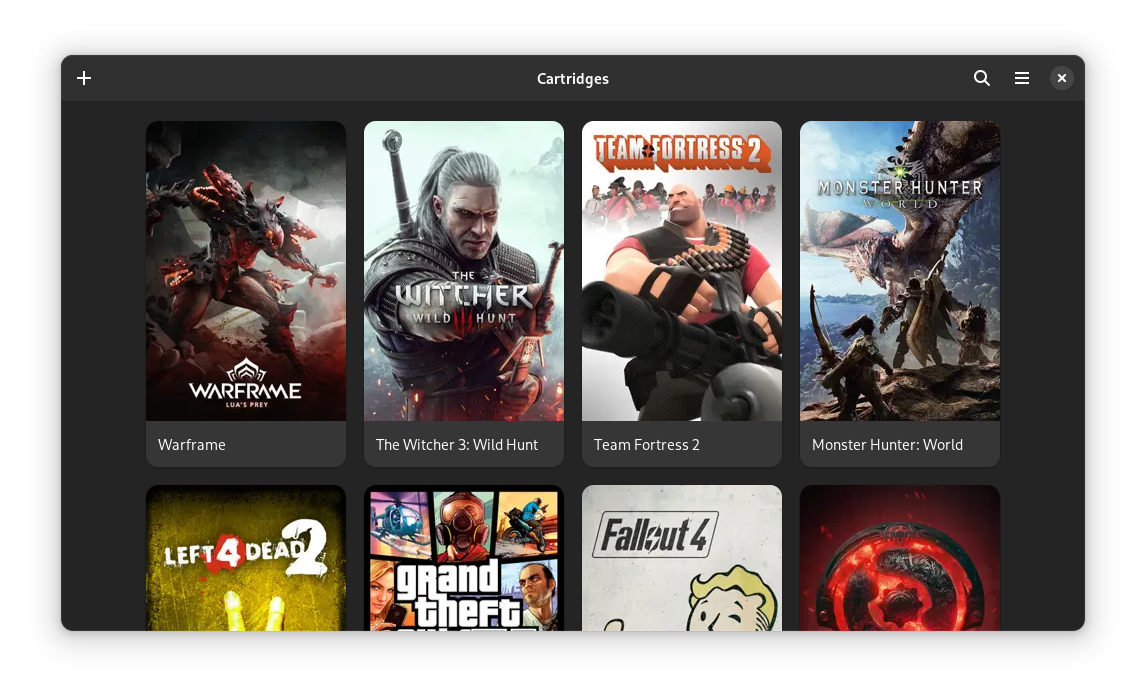 Cartridges
TEAM FORTRESS 2
MONSTER HUNTER
WORLD
THE
WITCHER
WILD HUNT
WARFRAME
LUA'S PREY
Warframe
The Witcher 3: Wild Hunt
Team Fortress 2
Monster Hunter: World
LEFT 4 DEAD 2
Fallout 4
grand
theft